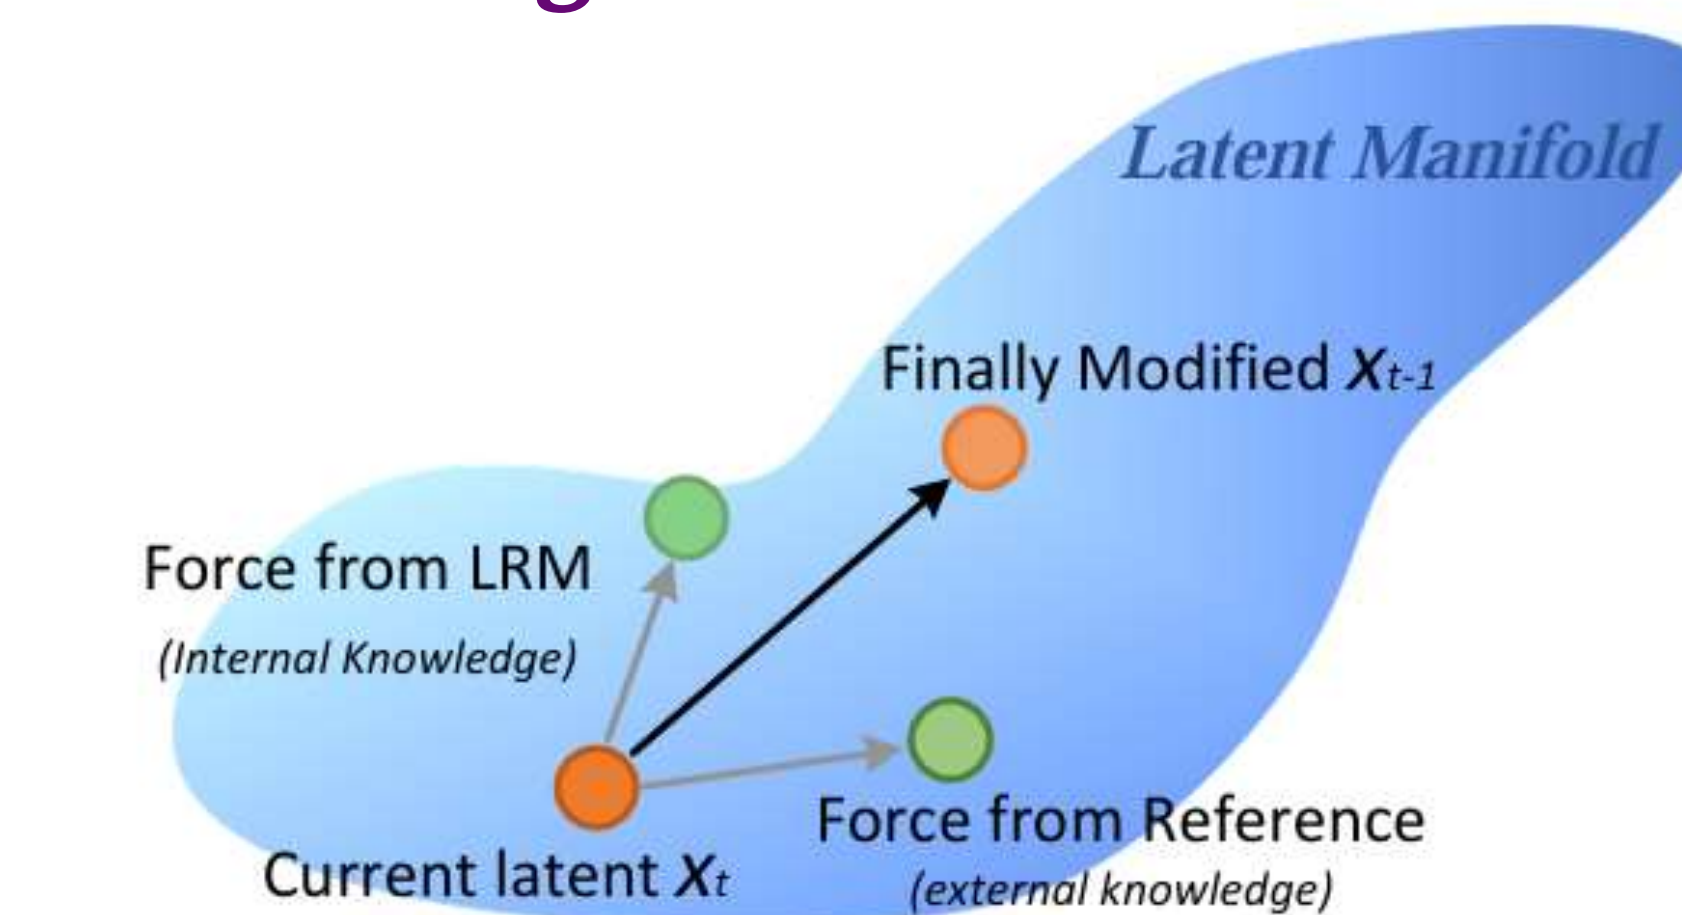 Latent Manifold
Finally Modified Xt-1
Force from LRM
(Internal Knowledge)
Force from Reference
(external knowledge)
Current latent Xt